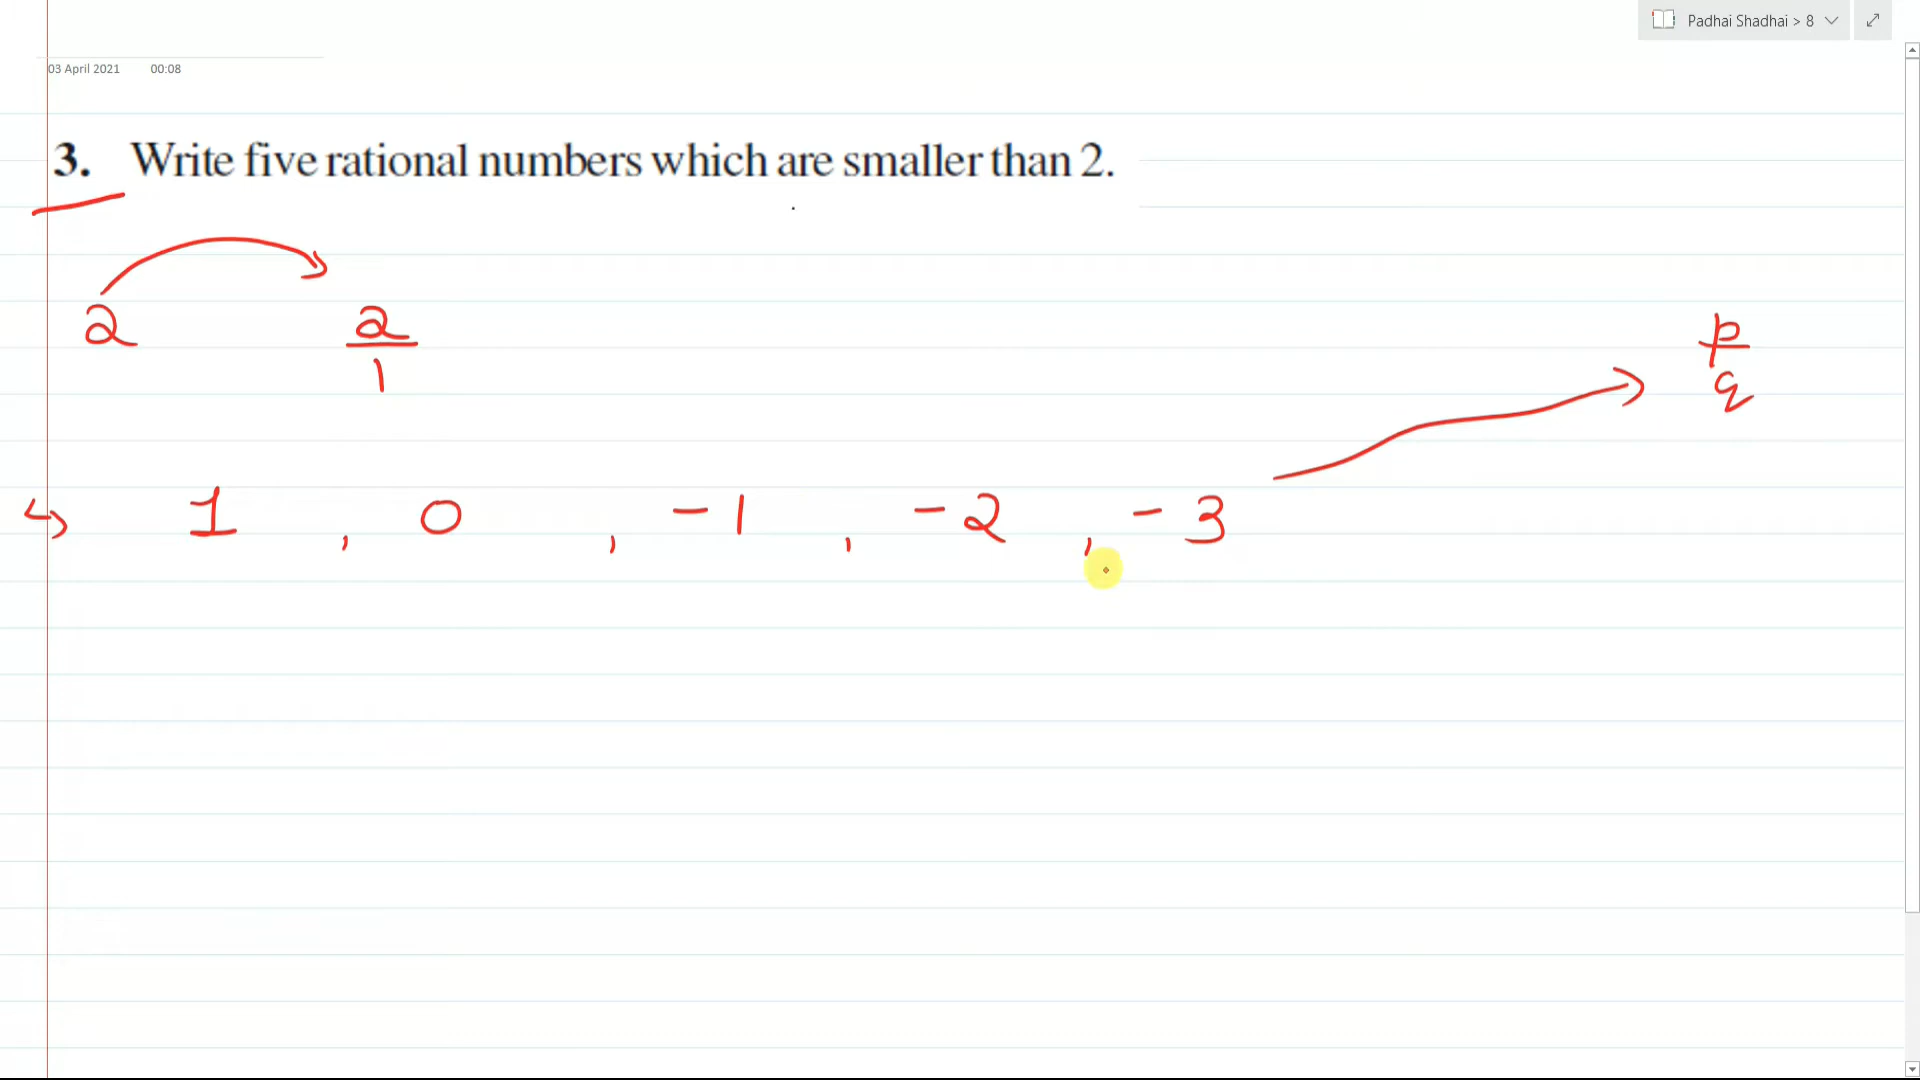 Padhai Shadhai > 8
03 April 2021 00:08
3. Write five rational numbers which are smaller than 2.
2 2/1
p/q
1 , 0 , -1 , -2 , -3